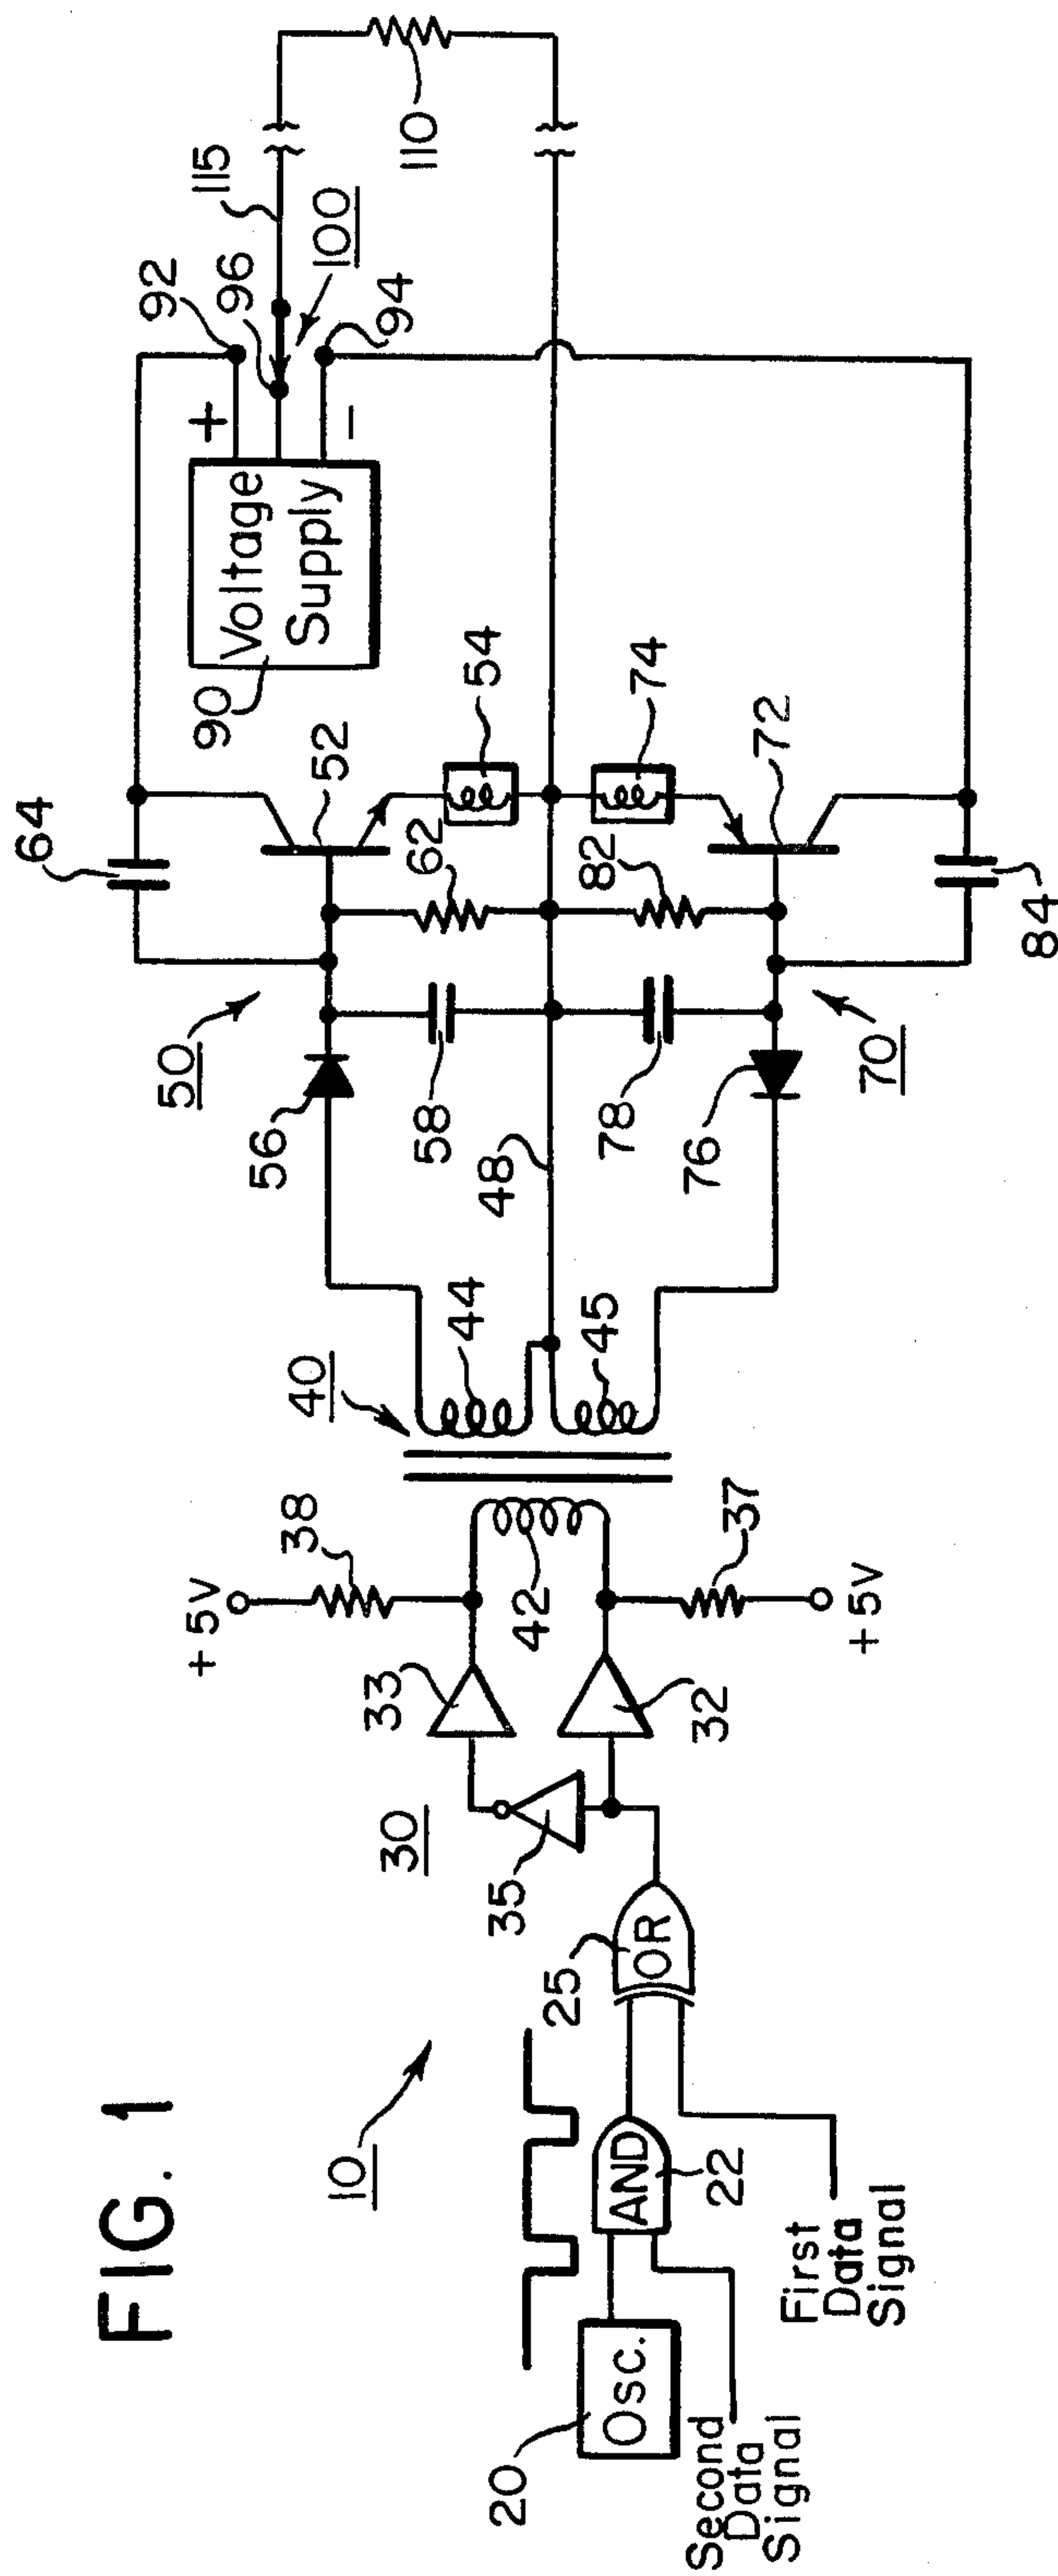 FIG. 1
10
20
Osc.
Second
Data
Signal
AND
22
First
Data
Signal
25
OR
30
35
33
32
+5v
38
42
37
+5v
40
44
45
48
50
56
58
78
76
70
64
52
62
54
82
74
72
84
90
Voltage
Supply
+
−
92
96
94
100
115
110